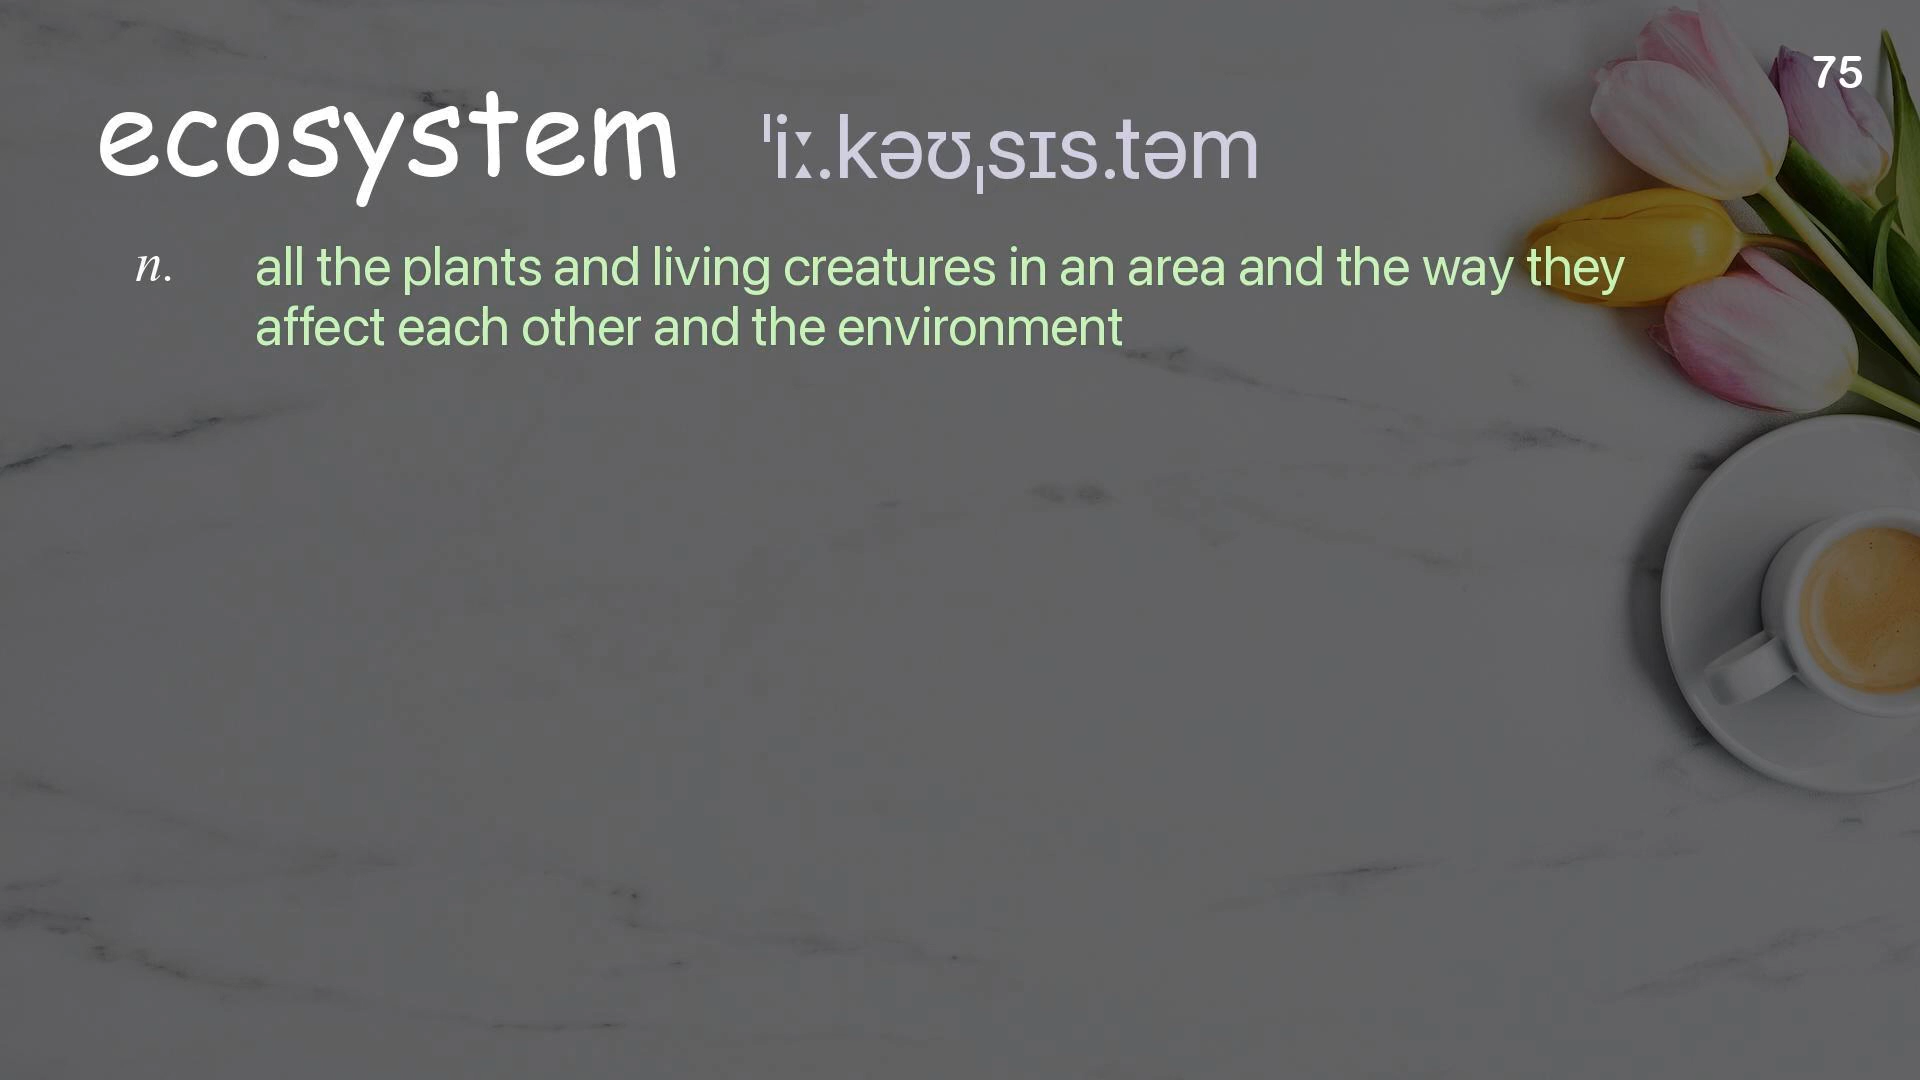 75
ecosystem ˈiː.kəʊˌsɪs.təm
n. all the plants and living creatures in an area and the way they
affect each other and the environment